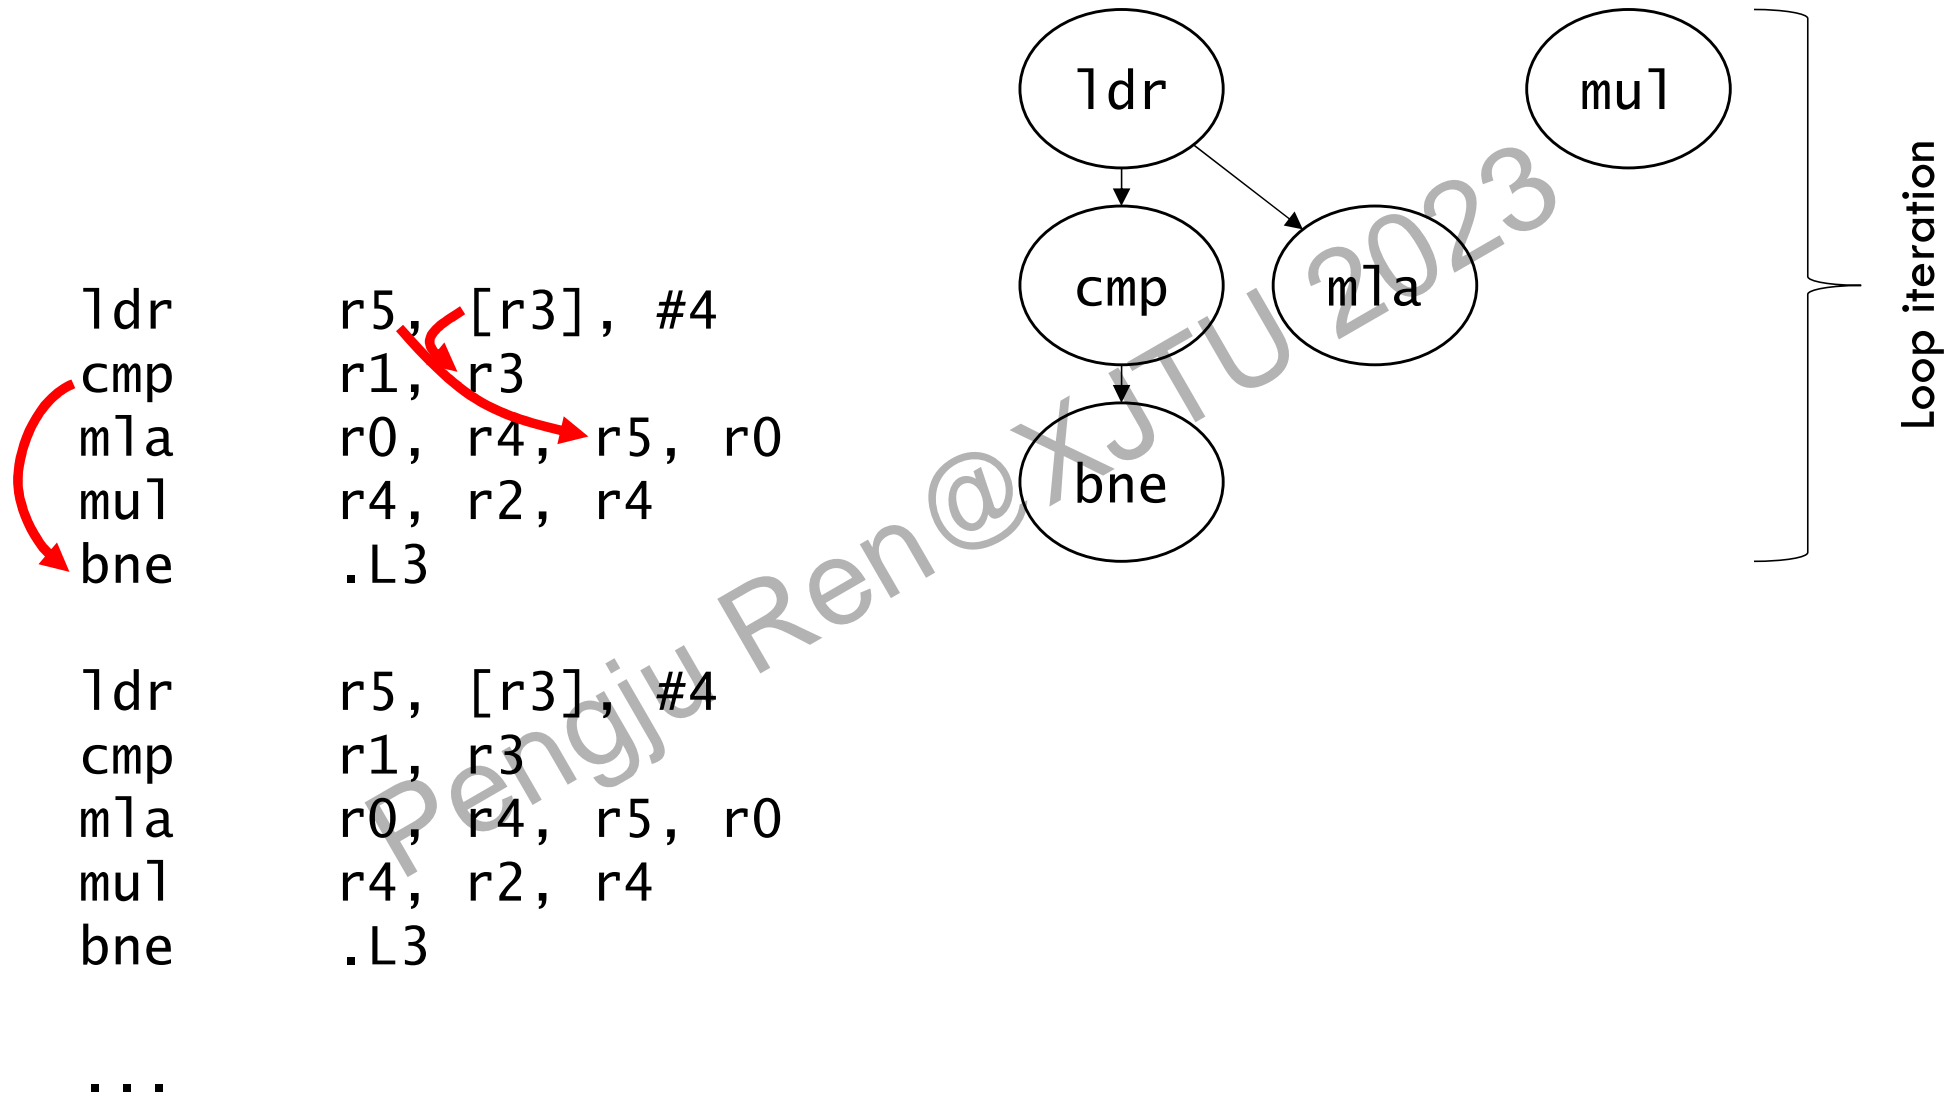 ldr r5, [r3], #4
cmp r1, r3
mla r0, r4, r5, r0
mul r4, r2, r4
bne .L3
ldr r5, [r3], #4
cmp r1, r3
mla r0, r4, r5, r0
mul r4, r2, r4
bne .L3
...
ldr
mul
cmp
mla
bne
Loop iteration
Pengju Ren@XJTU 2023